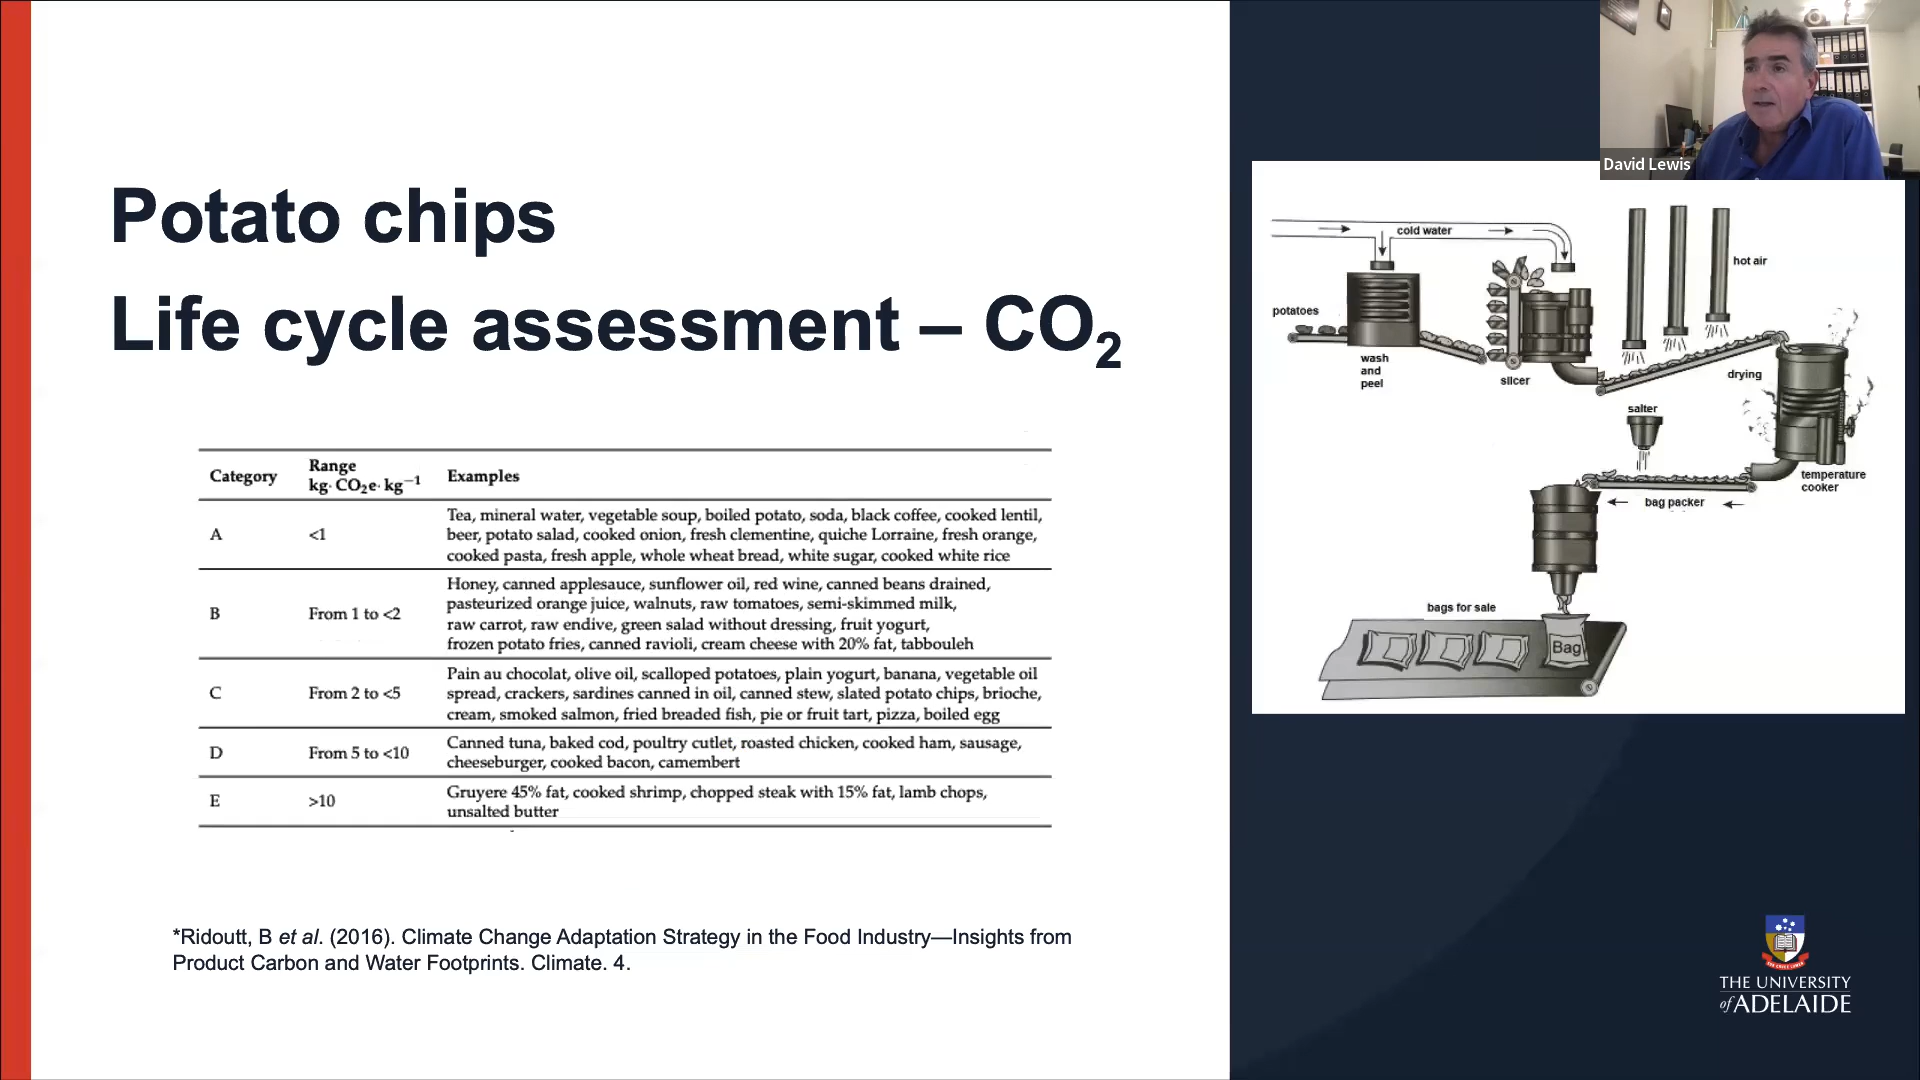 Potato chips
Life cycle assessment – CO₂
Category
Range
kg· CO₂e· kg⁻¹
Examples
A
<1
Tea, mineral water, vegetable soup, boiled potato, soda, black coffee, cooked lentil,
beer, potato salad, cooked onion, fresh clementine, quiche Lorraine, fresh orange,
cooked pasta, fresh apple, whole wheat bread, white sugar, cooked white rice
B
From 1 to <2
Honey, canned applesauce, sunflower oil, red wine, canned beans drained,
pasteurized orange juice, walnuts, raw tomatoes, semi-skimmed milk,
raw carrot, raw endive, green salad without dressing, fruit yogurt,
frozen potato fries, canned ravioli, cream cheese with 20% fat, tabbouleh
C
From 2 to <5
Pain au chocolat, olive oil, scalloped potatoes, plain yogurt, banana, vegetable oil
spread, crackers, sardines canned in oil, canned stew, slated potato chips, brioche,
cream, smoked salmon, fried breaded fish, pie or fruit tart, pizza, boiled egg
D
From 5 to <10
Canned tuna, baked cod, poultry cutlet, roasted chicken, cooked ham, sausage,
cheeseburger, cooked bacon, camembert
E
>10
Gruyere 45% fat, cooked shrimp, chopped steak with 15% fat, lamb chops,
unsalted butter
*Ridoutt, B et al. (2016). Climate Change Adaptation Strategy in the Food Industry—Insights from
Product Carbon and Water Footprints. Climate. 4.
David Lewis
cold water
hot air
potatoes
wash
and
peel
slicer
drying
salter
temperature
cooker
bag packer
bags for sale
Bag
THE UNIVERSITY
of ADELAIDE